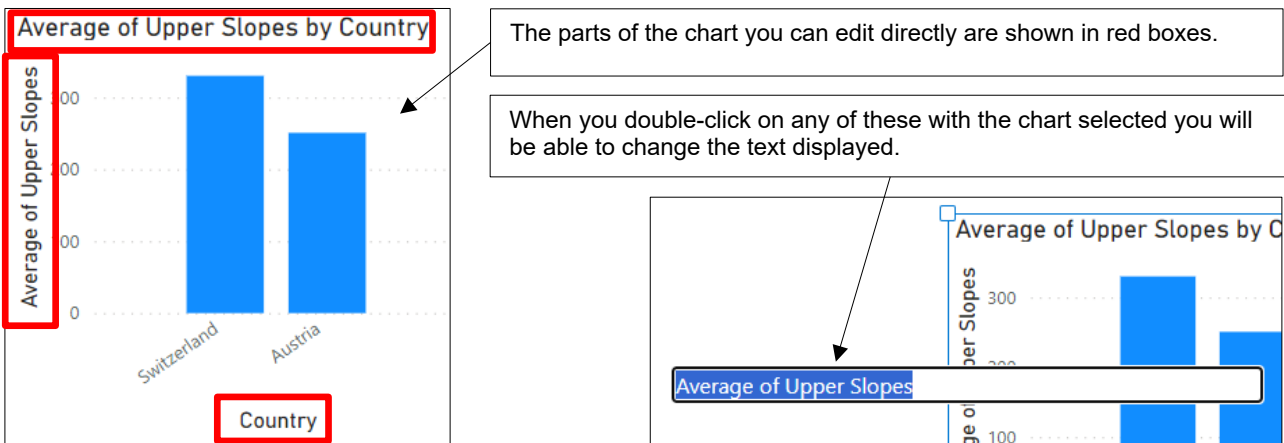 Average of Upper Slopes by Country
Average of Upper Slopes
00
00
00
0
Switzerland
Austria
Country
The parts of the chart you can edit directly are shown in red boxes.
When you double-click on any of these with the chart selected you will
be able to change the text displayed.
Average of Upper Slopes by C
300
Average of Upper Slopes
100